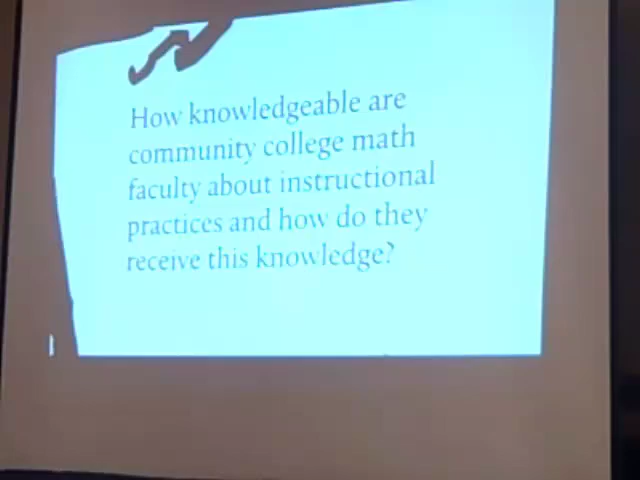 How knowledgeable are
community college math
faculty about instructional
practices and how do they
receive this knowledge?